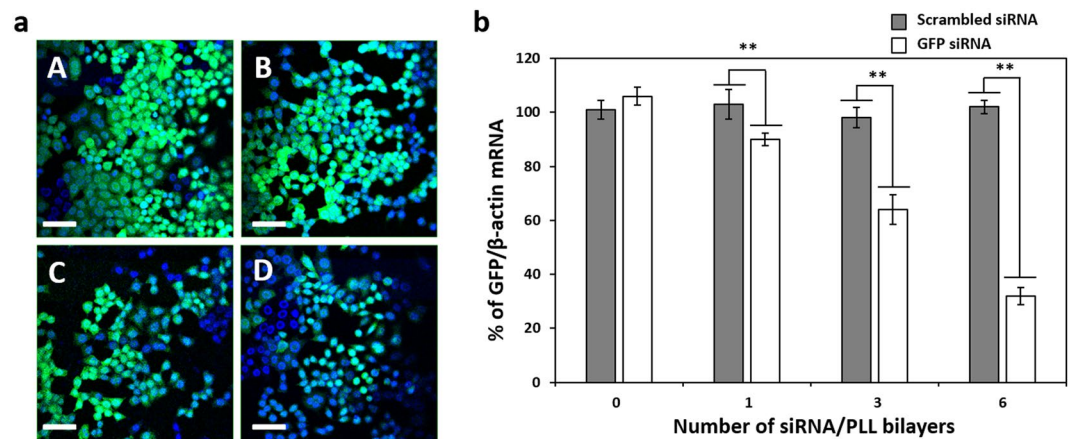 a
A
B
C
D
b
Scrambled siRNA
GFP siRNA
% of GFP/β-actin mRNA
120
100
80
60
40
20
0
**
**
**
0 1 3 6
Number of siRNA/PLL bilayers